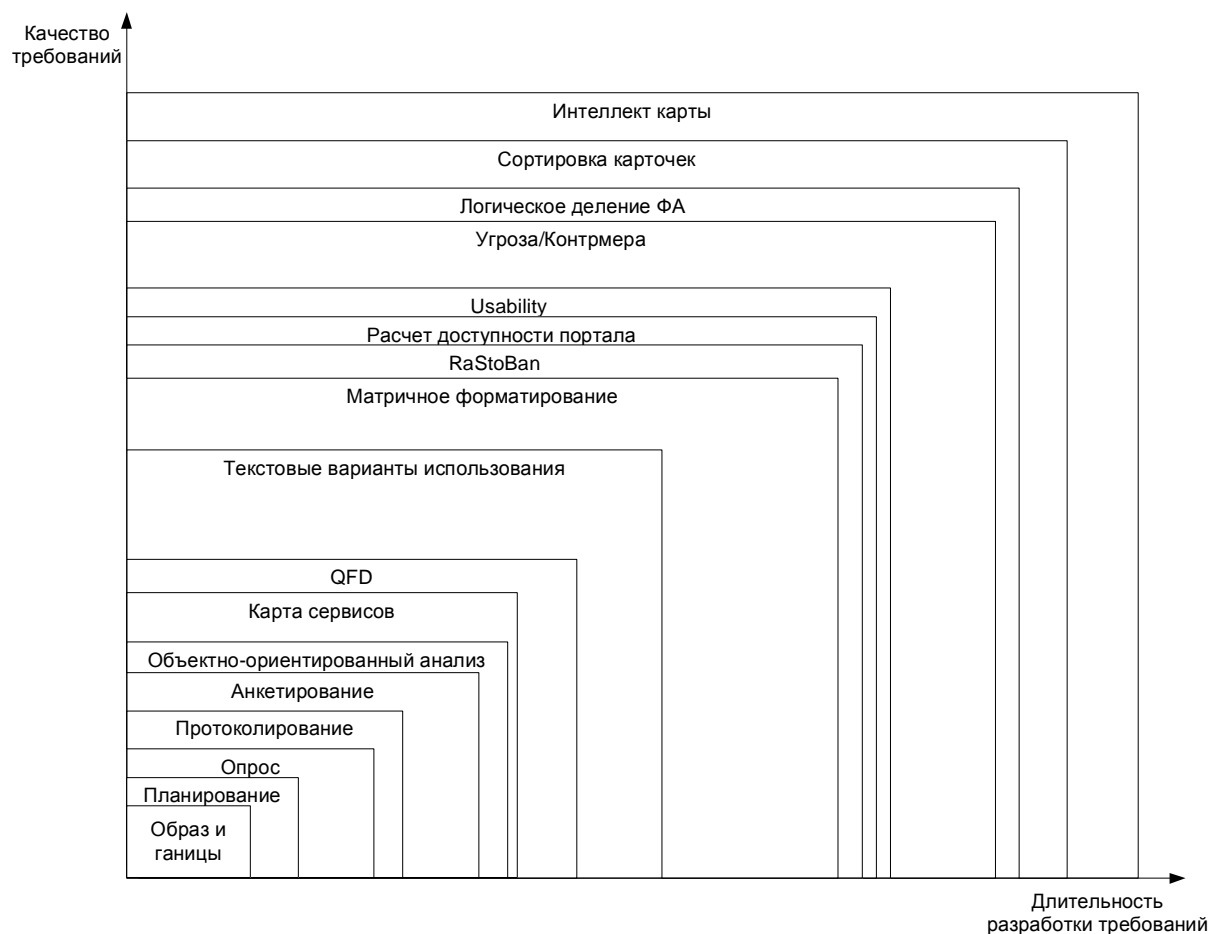 Качество
требований
Интеллект карты
Сортировка карточек
Логическое деление ФА
Угроза/Контрмера
Usability
Расчет доступности портала
RaStoBan
Матричное форматирование
Текстовые варианты использования
QFD
Карта сервисов
Объектно-ориентированный анализ
Анкетирование
Протоколирование
Опрос
Планирование
Образ и
ганицы
Длительность
разработки требований